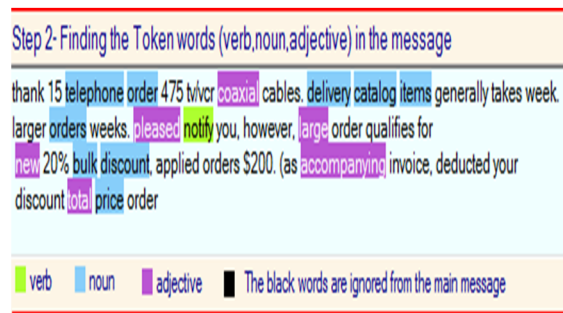 Step 2- Finding the Token words (verb,noun,adjective) in the message
thank 15 telephone order 475 tv/vcr coaxial cables. delivery catalog items generally takes week.
larger orders weeks. pleased notify you, however, large order qualifies for
new 20% bulk discount, applied orders $200. (as accompanying invoice, deducted your
discount total price order
verb noun adjective The black words are ignored from the main message